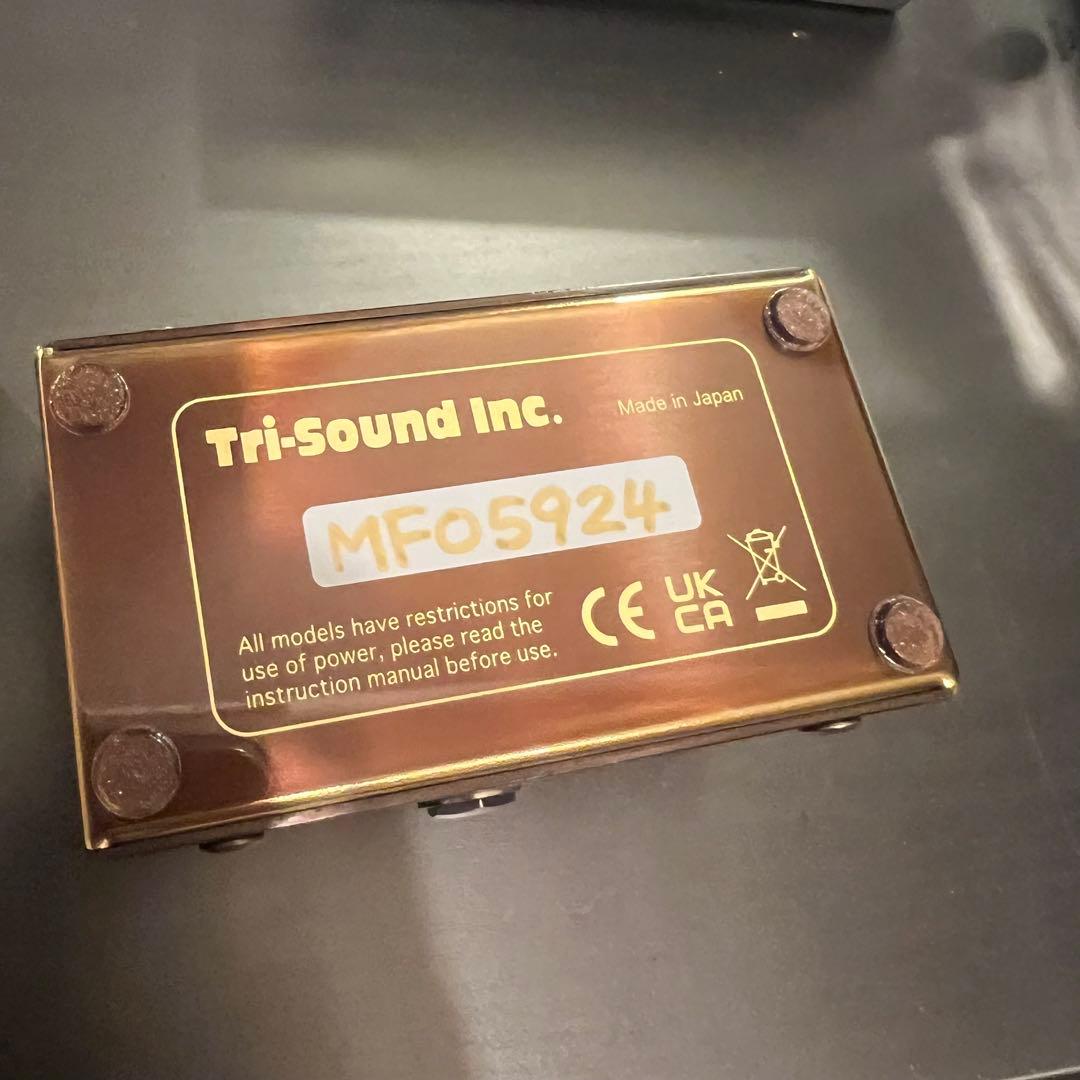 Tri-Sound Inc.
Made in Japan
MF05924
All models have restrictions for
use of power, please read the
instruction manual before use.
CE
UK
CA